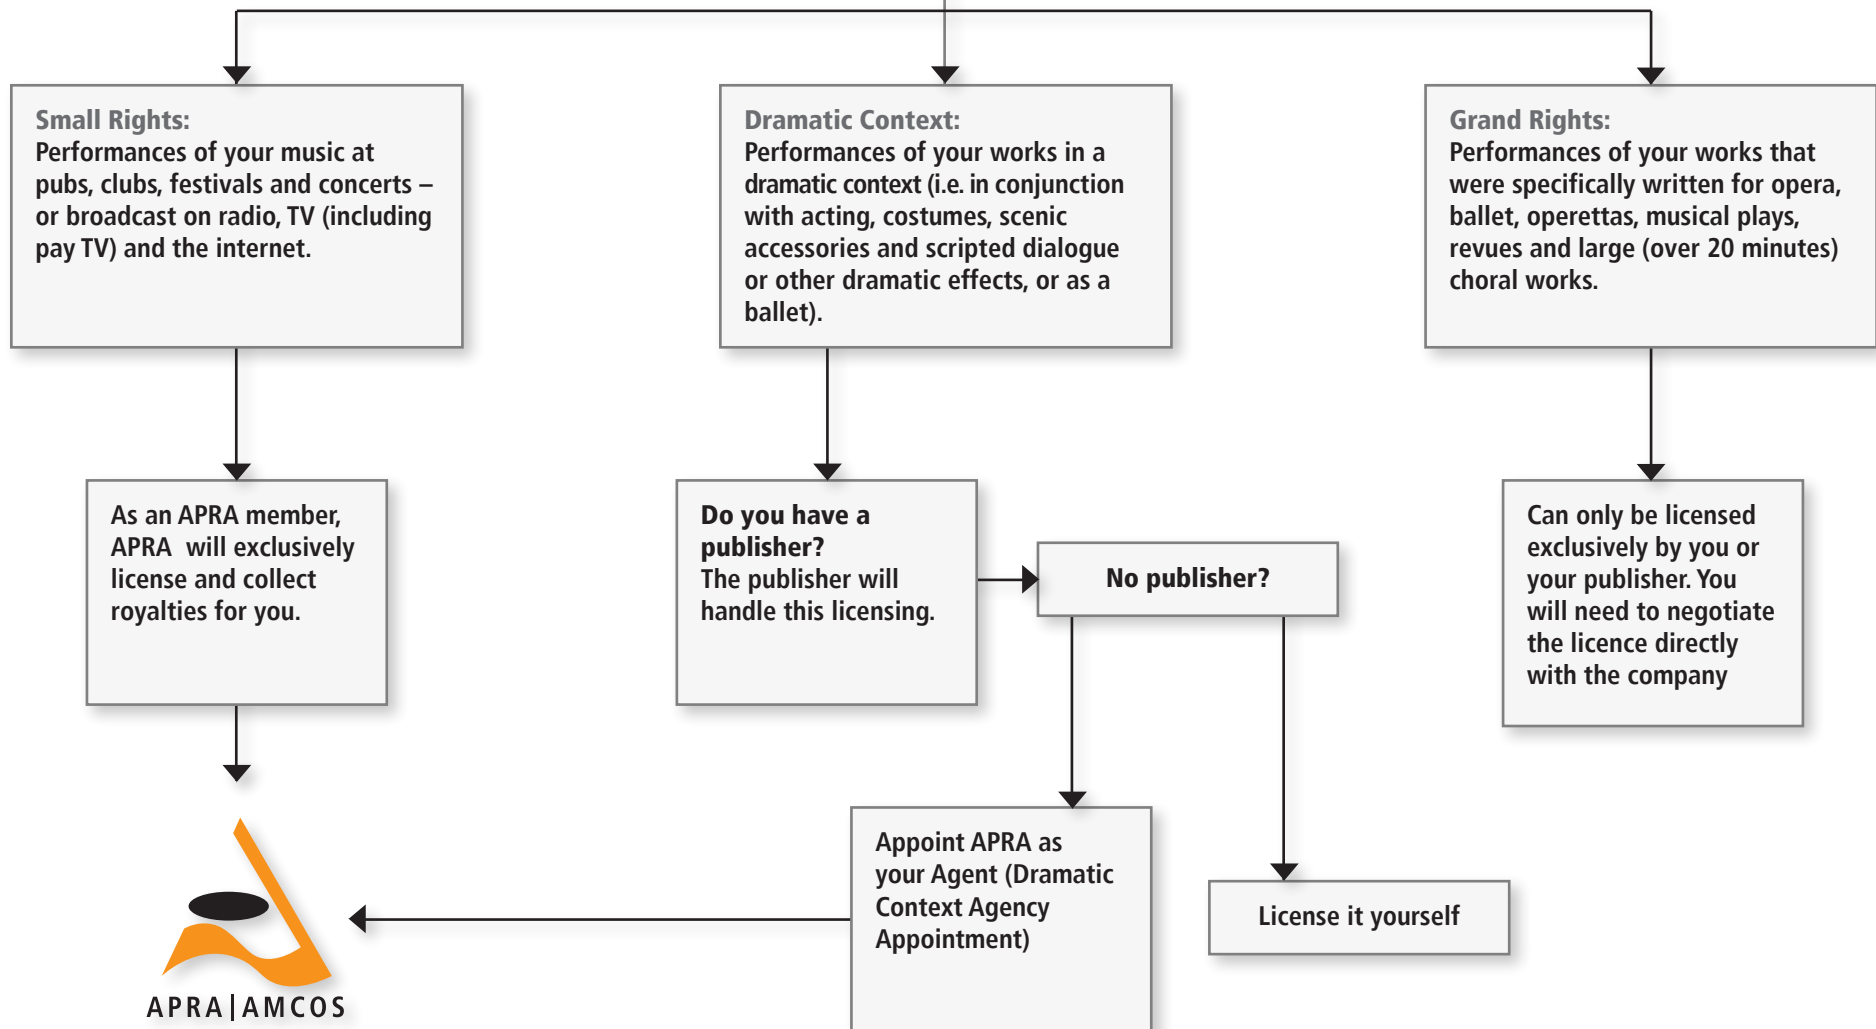 Small Rights:
Performances of your music at
pubs, clubs, festivals and concerts –
or broadcast on radio, TV (including
pay TV) and the internet.
Dramatic Context:
Performances of your works in a
dramatic context (i.e. in conjunction
with acting, costumes, scenic
accessories and scripted dialogue
or other dramatic effects, or as a
ballet).
Grand Rights:
Performances of your works that
were specifically written for opera,
ballet, operettas, musical plays,
revues and large (over 20 minutes)
choral works.
As an APRA member,
APRA will exclusively
license and collect
royalties for you.
Do you have a
publisher?
The publisher will
handle this licensing.
No publisher?
Can only be licensed
exclusively by you or
your publisher. You
will need to negotiate
the licence directly
with the company
Appoint APRA as
your Agent (Dramatic
Context Agency
Appointment)
License it yourself
APRA|AMCOS